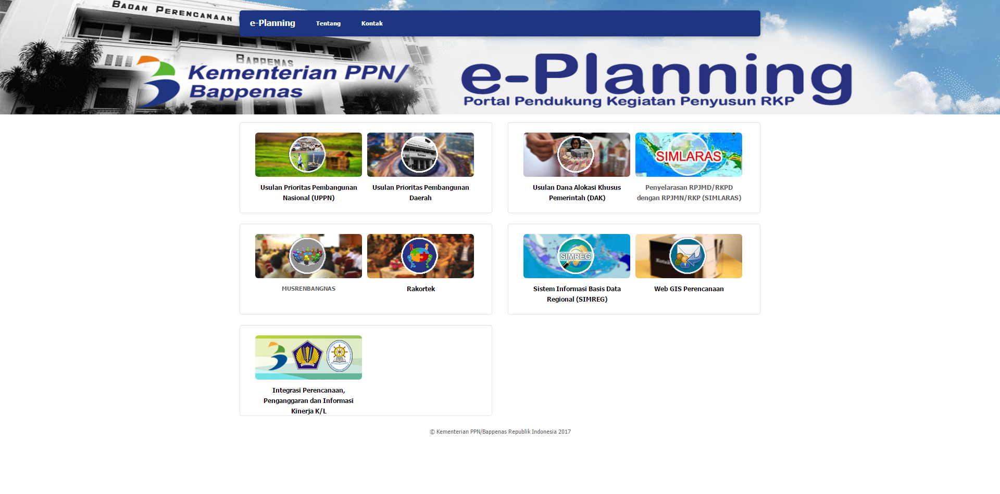 BADAN PERENCANAAN
e-Planning
Tentang
Kontak
BAPPENAS
Kementerian PPN/
Bappenas
e-Planning
Portal Pendukung Kegiatan Penyusun RKP
Usulan Prioritas Pembangunan
Nasional (UPPN)
BAPPENAS
Usulan Prioritas Pembangunan
Daerah
Usulan Dana Alokasi Khusus
Pemerintah (DAK)
SIMLARAS
Penyelarasan RPJMD/RKPD
dengan RPJMN/RKP (SIMLARAS)
MUSRENBANGNAS
Rakortek
SIMREG
Sistem Informasi Basis Data
Regional (SIMREG)
Web GIS Perencanaan
Integrasi Perencanaan,
Penganggaran dan Informasi
Kinerja K/L
© Kementerian PPN/Bappenas Republik Indonesia 2017